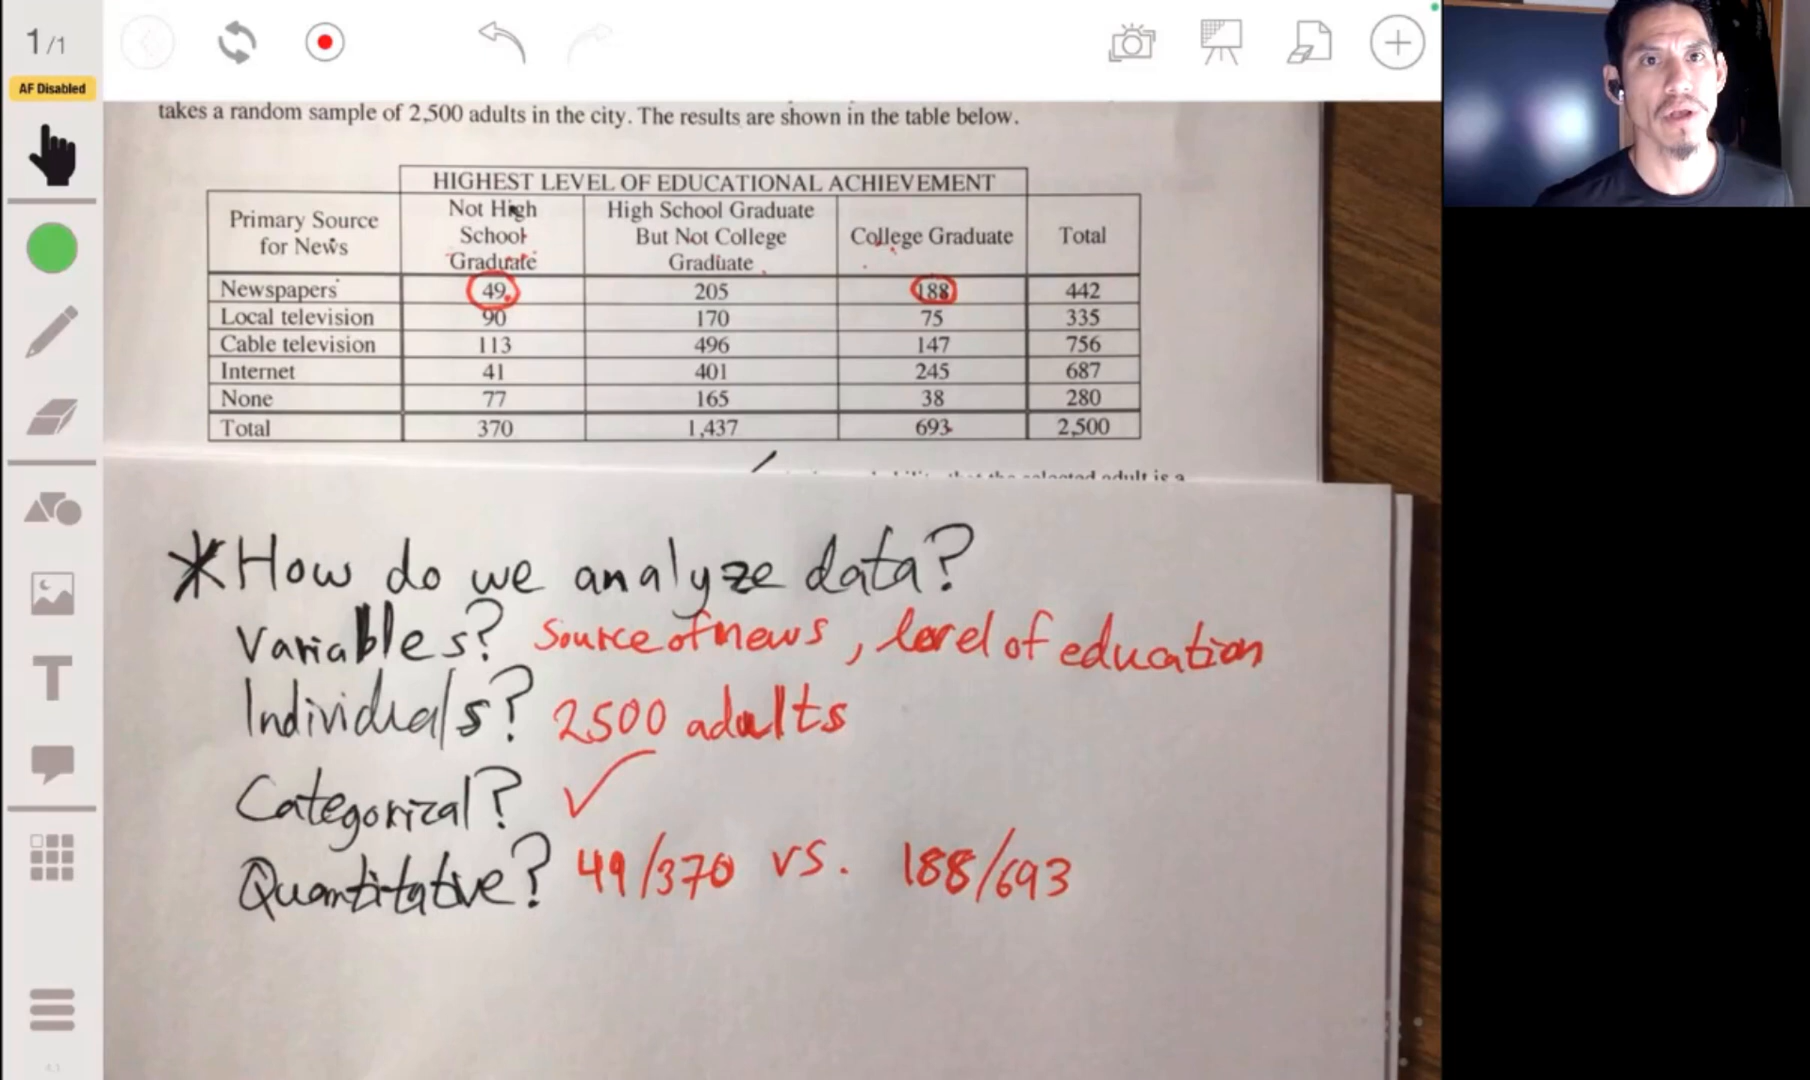 1/1
AF Disabled
takes a random sample of 2,500 adults in the city. The results are shown in the table below.
HIGHEST LEVEL OF EDUCATIONAL ACHIEVEMENT
Primary Source for News | Not High School Graduate | High School Graduate But Not College Graduate | College Graduate | Total
Newspapers 49 205 188 442
Local television 90 170 75 335
Cable television 113 496 147 756
Internet 41 401 245 687
None 77 165 38 280
Total 370 1,437 693 2,500
selected adult is a
*How do we analyze data?
Variables? Source of news, level of education
Individuals? 2500 adults
Categorical? ✓
Quantitative? 49/370 vs. 188/693
T